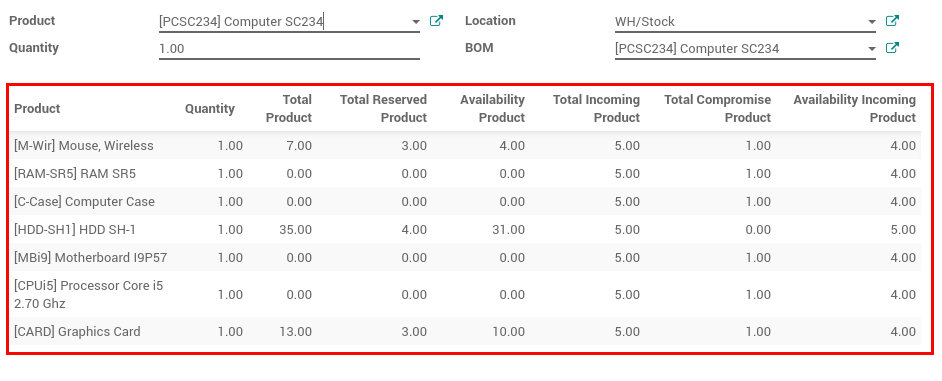 Product [PCSC234] Computer SC234 Location WH/Stock
Quantity 1.00 BOM [PCSC234] Computer SC234
Product Quantity Total Product Total Reserved Product Availability Product Total Incoming Product Total Compromise Product Availability Incoming Product
[M-Wir] Mouse, Wireless 1.00 7.00 3.00 4.00 5.00 1.00 4.00
[RAM-SR5] RAM SR5 1.00 0.00 0.00 0.00 5.00 1.00 4.00
[C-Case] Computer Case 1.00 0.00 0.00 0.00 5.00 1.00 4.00
[HDD-SH1] HDD SH-1 1.00 35.00 4.00 31.00 5.00 0.00 5.00
[MBi9] Motherboard I9P57 1.00 0.00 0.00 0.00 5.00 1.00 4.00
[CPUi5] Processor Core i5 2.70 Ghz 1.00 0.00 0.00 0.00 5.00 1.00 4.00
[CARD] Graphics Card 1.00 13.00 3.00 10.00 5.00 1.00 4.00